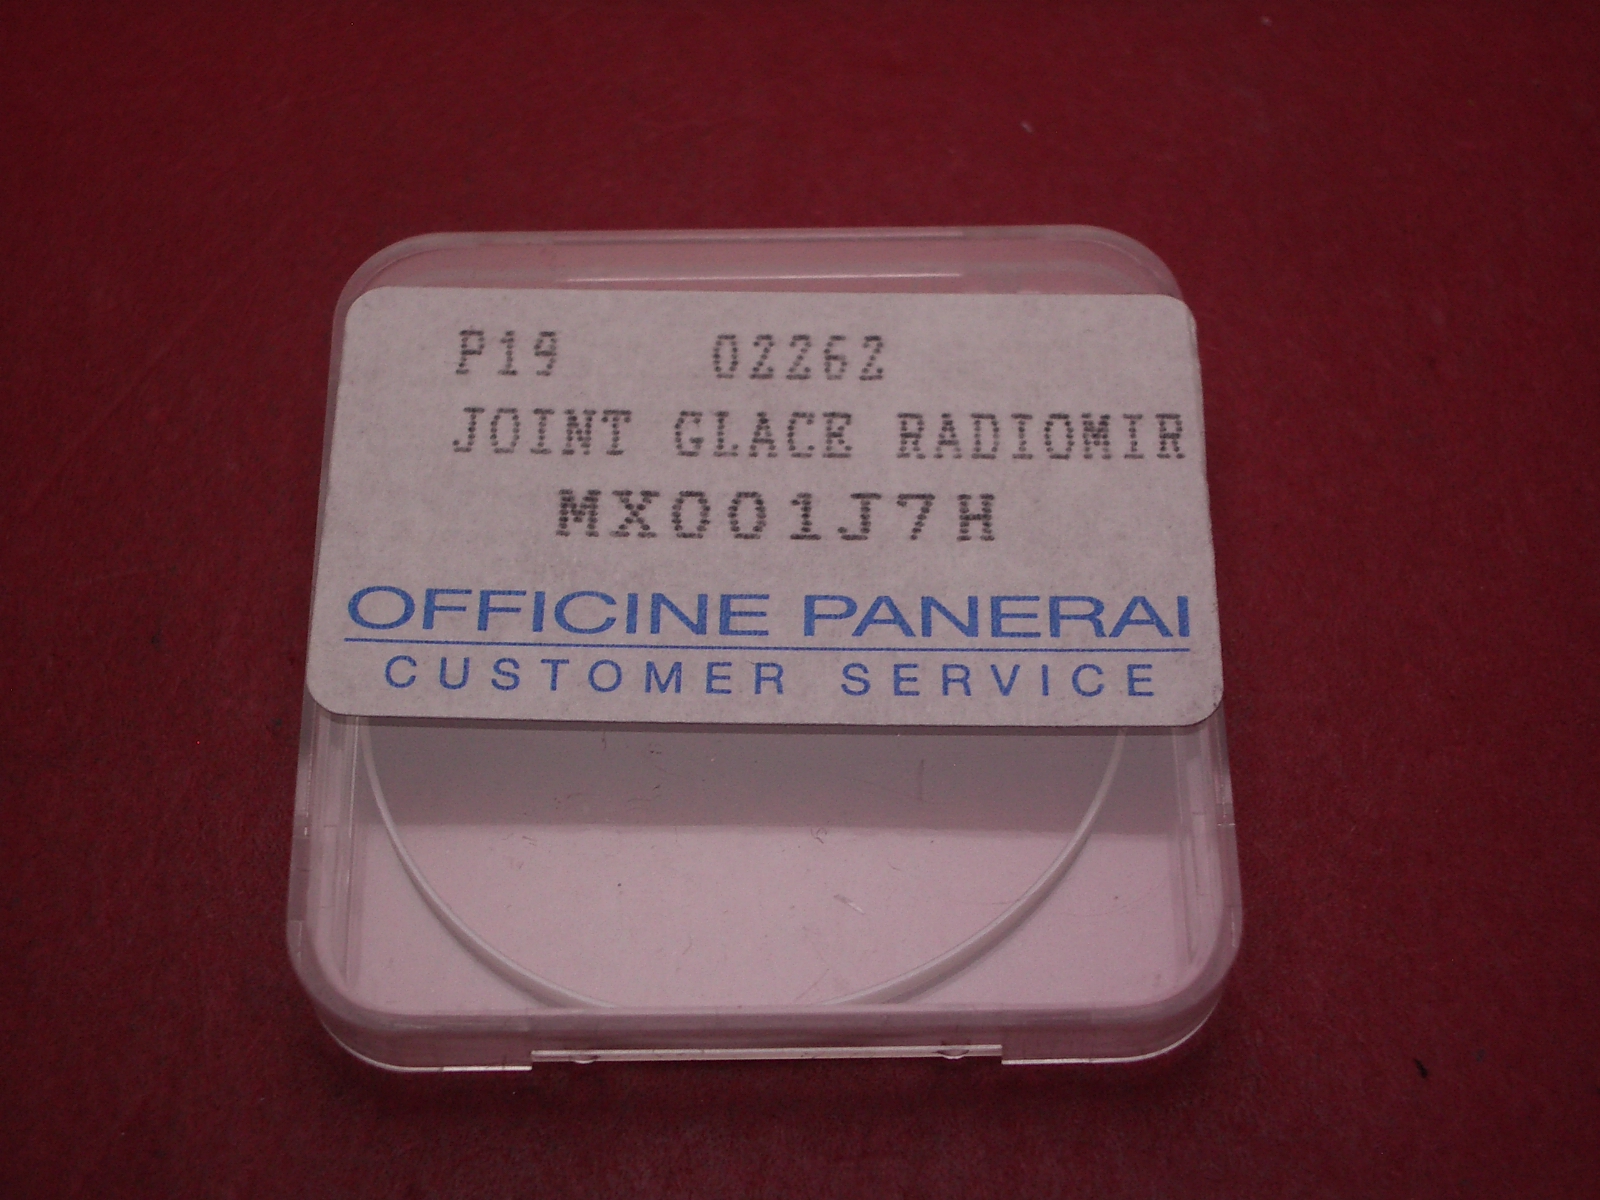 P19 02262
JOINT GLACE RADIOMIR
MX001J7H
OFFICINE PANERAI
CUSTOMER SERVICE